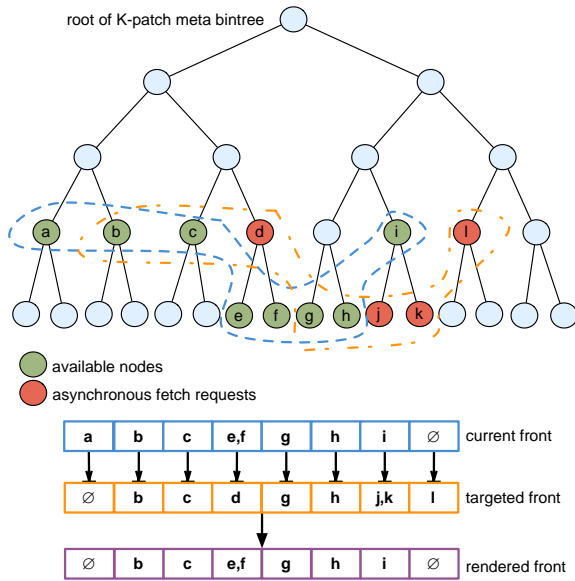 root of K-patch meta bintree
a b c d i l
e f g h j k
available nodes
asynchronous fetch requests
a b c e,f g h i ∅ current front
∅ b c d g h j,k l targeted front
∅ b c e,f g h i ∅ rendered front